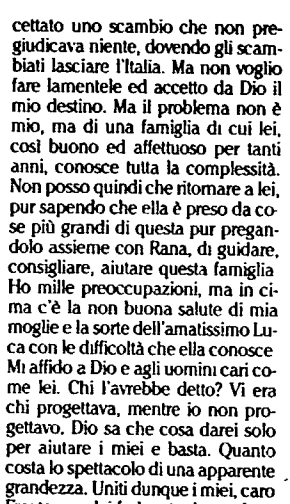 cettato uno scambio che non pre-
giudicava niente, dovendo gli scam-
biati lasciare l'Italia. Ma non voglio
fare lamentele ed accetto da Dio il
mio destino. Ma il problema non è
mio, ma di una famiglia di cui lei,
così buono ed affettuoso per tanti
anni, conosce tutta la complessità.
Non posso quindi che ritornare a lei,
pur sapendo che ella è preso da co-
se più grandi di questa pur pregan-
dolo assieme con Rana, di guidare,
consigliare, aiutare questa famiglia
Ho mille preoccupazioni, ma in ci-
ma c'è la non buona salute di mia
moglie e la sorte dell'amatissimo Lu-
ca con le difficoltà che ella conosce
Mi affido a Dio e agli uomini cari co-
me lei. Chi l'avrebbe detto? Vi era
chi progettava, mentre io non pro-
gettavo. Dio sa che cosa darei solo
per aiutare i miei e basta. Quanto
costa lo spettacolo di una apparente
grandezza. Uniti dunque i miei, caro